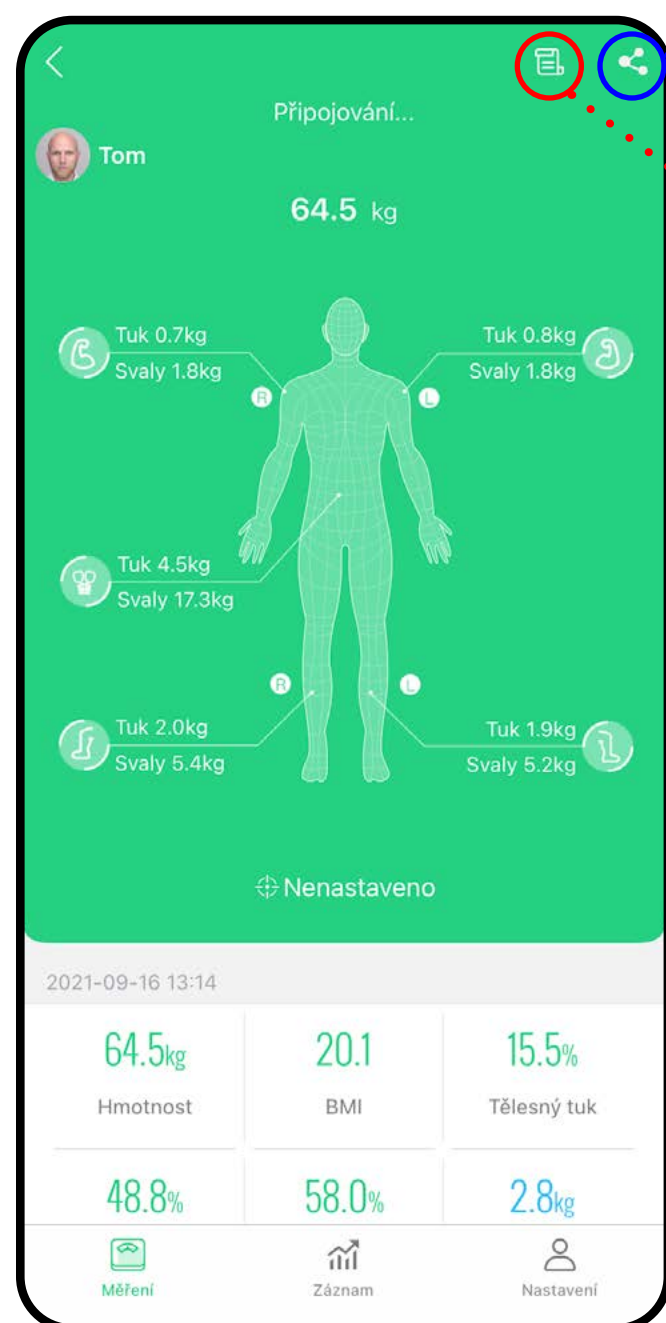 Připojování...
Tom
64.5 kg
Tuk 0.7kg
Svaly 1.8kg
Tuk 0.8kg
Svaly 1.8kg
R
L
Tuk 4.5kg
Svaly 17.3kg
R
L
Tuk 2.0kg
Svaly 5.4kg
Tuk 1.9kg
Svaly 5.2kg
Nenastaveno
2021-09-16 13:14
64.5kg 20.1 15.5%
Hmotnost BMI Tělesný tuk
48.8% 58.0% 2.8kg
Měření Záznam Nastavení